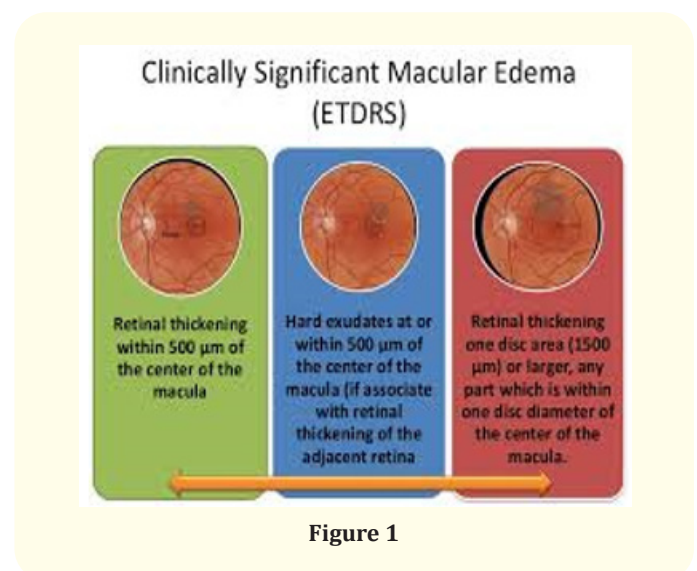 Clinically Significant Macular Edema
(ETDRS)
Retinal thickening
within 500 µm of
the center of the
macula
Hard exudates at or
within 500 µm of
the center of the
macula (if associate
with retinal
thickening of the
adjacent retina
Retinal thickening
one disc area (1500
µm) or larger, any
part which is within
one disc diameter of
the center of the
macula.
Figure 1